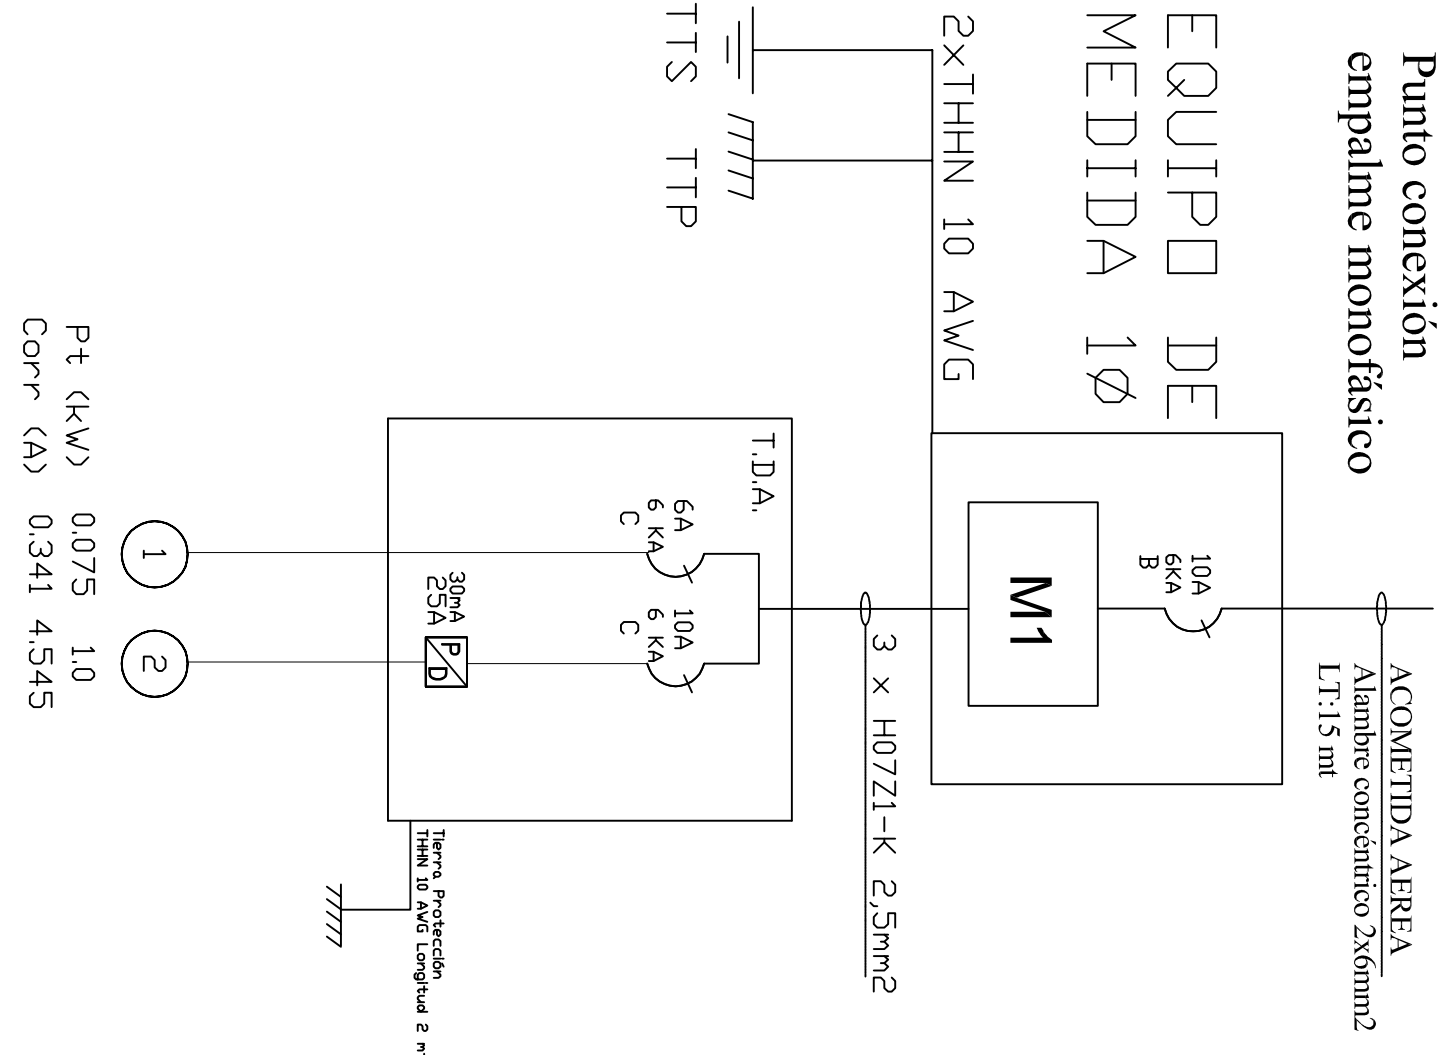 Punto conexión
empalme monofásico
ACOMETIDA AEREA
Alambre concéntrico 2x6mm2
LT:15 mt
EQUIPO DE
MEDIDA 1Ø
10A
6KA
B
M1
2xTHHN 10 AWG
TTS TTP
3 x H07Z1-K 2,5mm2
T.D.A.
6A
6 KA
C
10A
6 KA
C
30mA
25A
P/D
Tierra Protección
THHN 10 AWG Longitud 2 m
1
2
Pt (kW) 0.075 1.0
Corr (A) 0.341 4.545